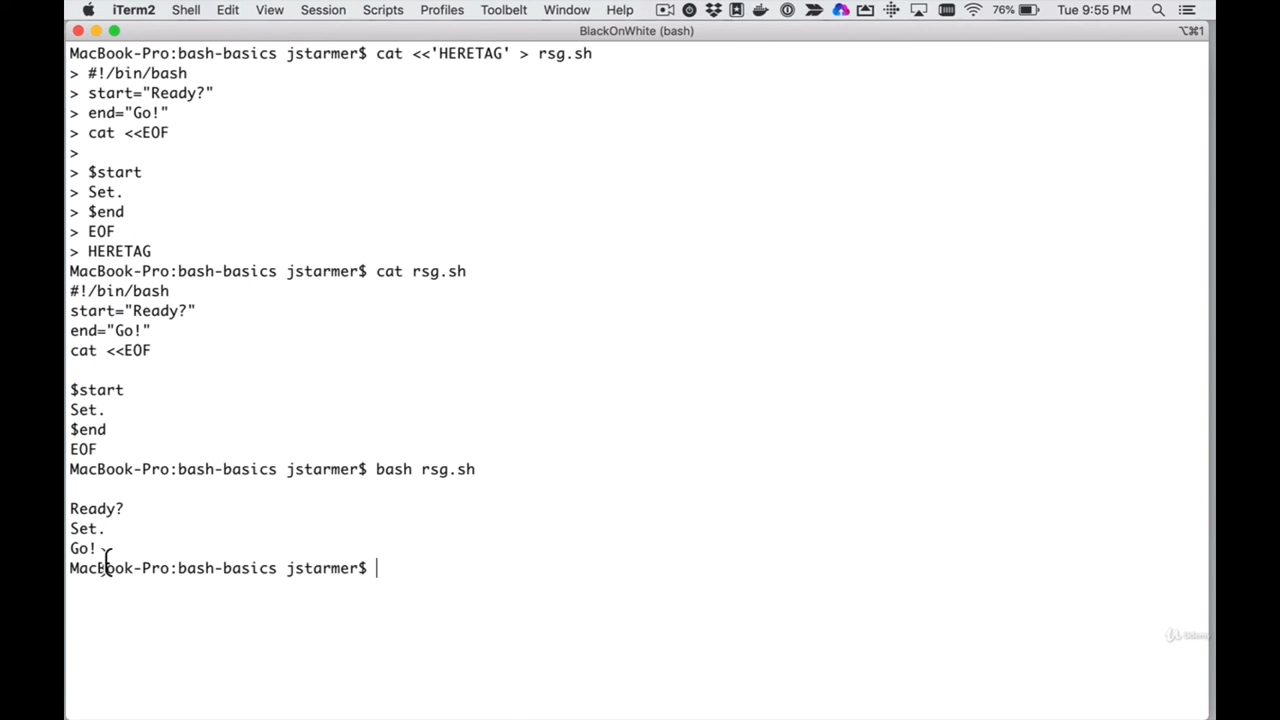 iTerm2 Shell Edit View Session Scripts Profiles Toolbelt Window Help 76% Tue 9:55 PM
BlackOnWhite (bash) ⌥⌘1
MacBook-Pro:bash-basics jstarmer$ cat <<'HERETAG' > rsg.sh
> #!/bin/bash
> start="Ready?"
> end="Go!"
> cat <<EOF
>
> $start
> Set.
> $end
> EOF
> HERETAG
MacBook-Pro:bash-basics jstarmer$ cat rsg.sh
#!/bin/bash
start="Ready?"
end="Go!"
cat <<EOF
$start
Set.
$end
EOF
MacBook-Pro:bash-basics jstarmer$ bash rsg.sh
Ready?
Set.
Go!
MacBook-Pro:bash-basics jstarmer$
Udemy